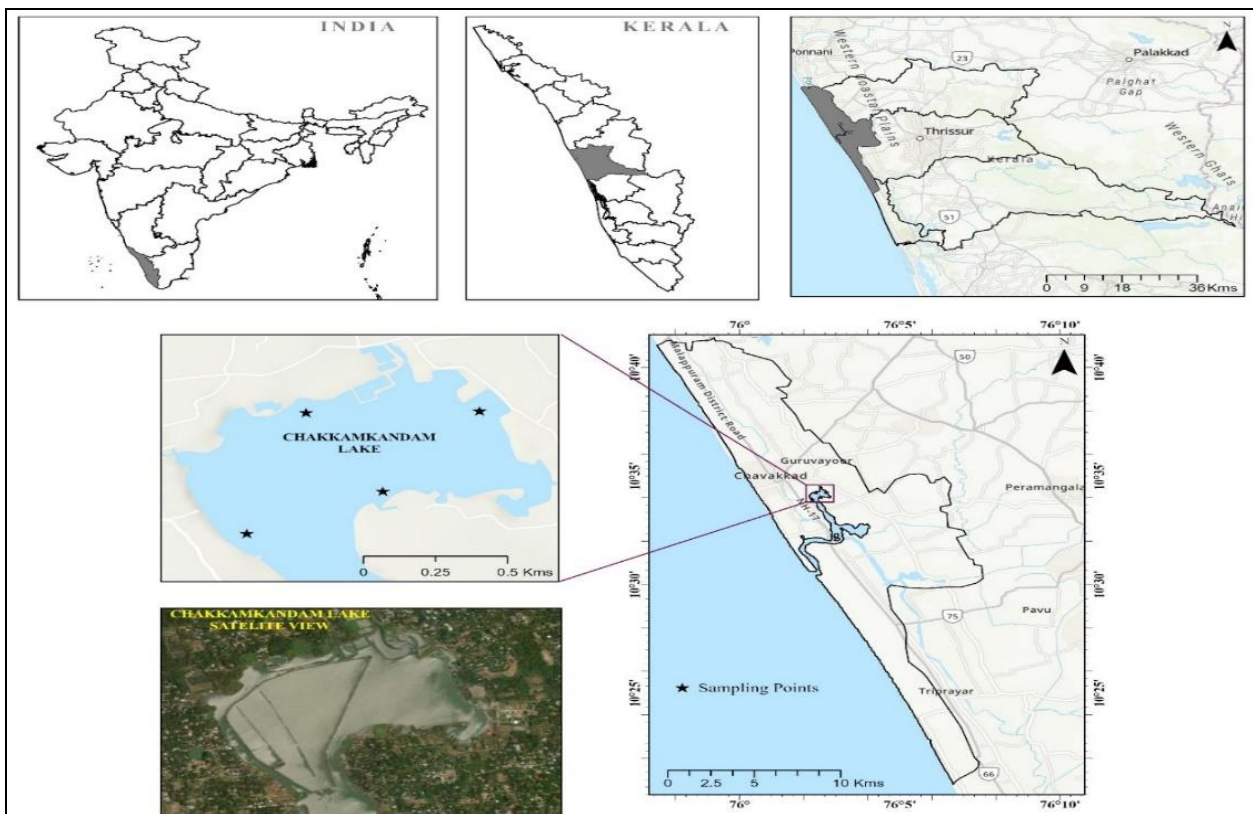 INDIA
KERALA
Ponnani
Western Coastal Plains
23
Palakkad
Palghat
Gap
Thrissur
Kerala
Western Ghats
51
N
0 9 18 36 Kms
CHAKKAMKANDAM
LAKE
0 0.25 0.5 Kms
CHAKKAMKANDAM LAKE
SATELITE VIEW
76° 76°5' 76°10'
10°40'
10°35'
10°30'
10°25'
N
50
Malappuram District Road
Guruvayoor
Chavakkad
Peramangala
NH-17
75
Pavu
Triprayar
66
★ Sampling Points
0 2.5 5 10 Kms
76° 76°5' 76°10'
10°40'
10°35'
10°30'
10°25'